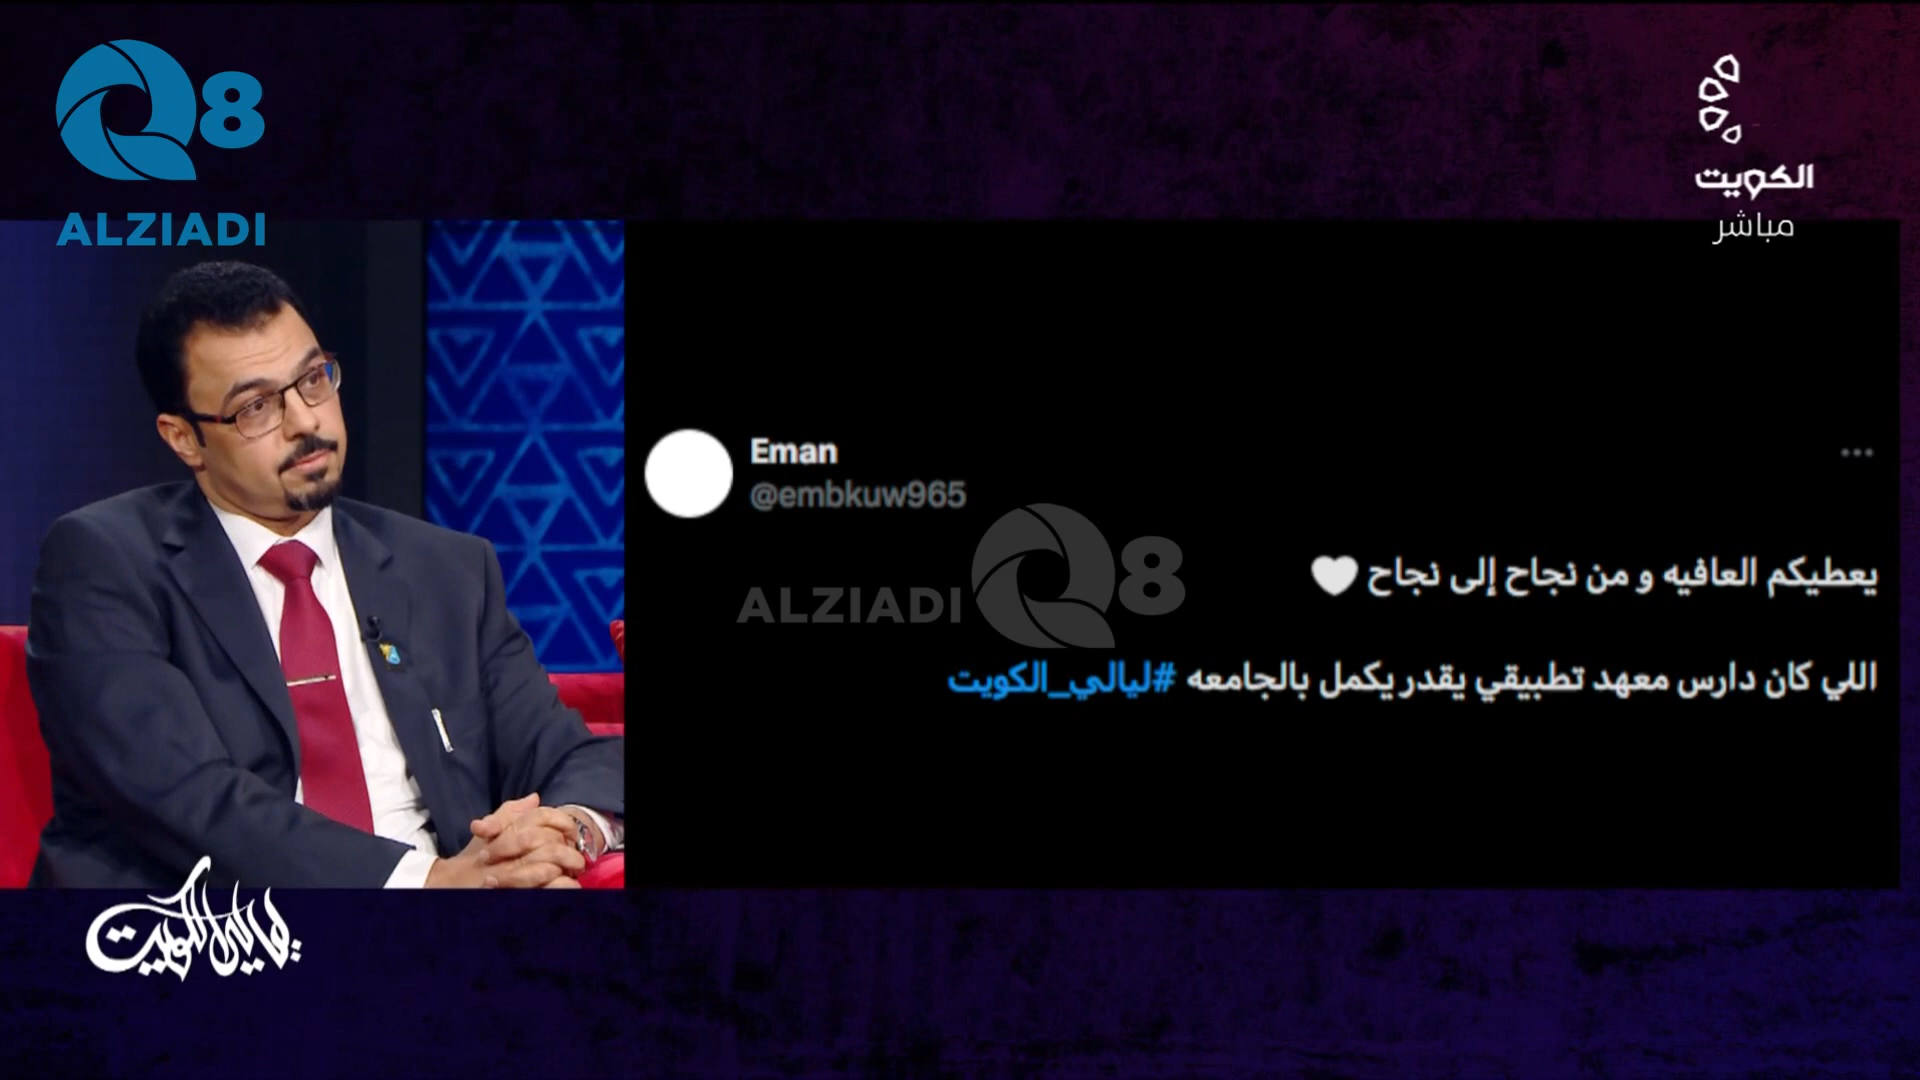 Q8
ALZIADI
الكويت
مباشر
Eman
@embkuw965
يعطيكم العافيه و من نجاح إلى نجاح
اللي كان دارس معهد تطبيقي يقدر يكمل بالجامعه #ليالي_الكويت
ALZIADI Q8
ليالي الكويت